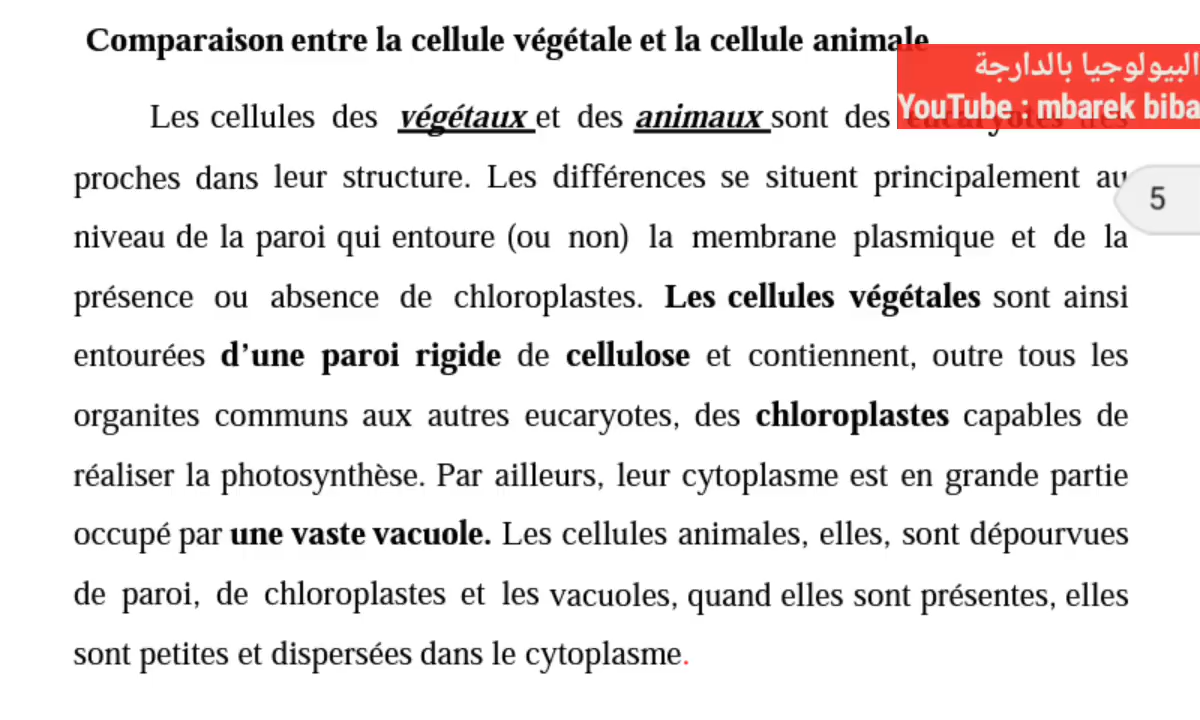 Comparaison entre la cellule végétale et la cellule animale
البيولوجيا بالدارجة
YouTube : mbarek biba
Les cellules des végétaux et des animaux sont des eucaryotes très
proches dans leur structure. Les différences se situent principalement au
5
niveau de la paroi qui entoure (ou non) la membrane plasmique et de la
présence ou absence de chloroplastes. Les cellules végétales sont ainsi
entourées d’une paroi rigide de cellulose et contiennent, outre tous les
organites communs aux autres eucaryotes, des chloroplastes capables de
réaliser la photosynthèse. Par ailleurs, leur cytoplasme est en grande partie
occupé par une vaste vacuole. Les cellules animales, elles, sont dépourvues
de paroi, de chloroplastes et les vacuoles, quand elles sont présentes, elles
sont petites et dispersées dans le cytoplasme.